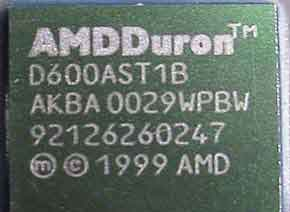 AMDDuron™
D600AST1B
AKBA 0029WPBW
92126260247
ⓜ © 1999 AMD